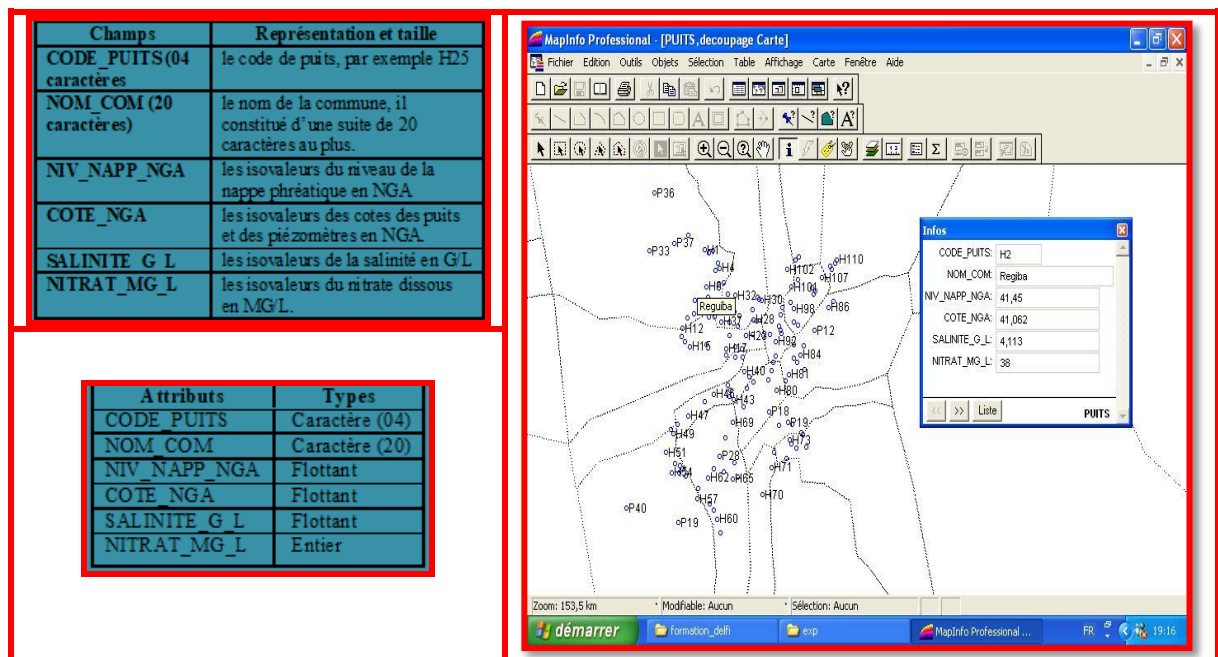 Champs
Représentation et taille
CODE_PUITS(04
caractères
le code de puits, par exemple H25
NOM_COM (20
caractères)
le nom de la commune, il
constitué d'une suite de 20
caractères au plus.
NIV_NAPP_NGA
les isovaleurs du niveau de la
nappe phréatique en NGA
COTE_NGA
les isovaleurs des cotes des puits
et des piézomètres en NGA.
SALINITE_G_L
les isovaleurs de la salinité en G/L
NITRAT_MG_L
les isovaleurs du nitrate dissous
en MG/L.
Attributs
Types
CODE_PUITS
Caractère (04)
NOM_COM
Caractère (20)
NIV_NAPP_NGA
Flottant
COTE_NGA
Flottant
SALINITE_G_L
Flottant
NITRAT_MG_L
Entier
MapInfo Professional - [PUITS,decoupage Carte]
Fichier Edition Outils Objets Sélection Table Affichage Carte Fenêtre Aide
P36
P37
P33
H1
H4
H8
H110
H102
H107
H101
H32
H30
H98
H86
Reguiba
H37
H28
H12
P12
H23
H92
H16
H17
H84
H40
H81
H80
H46
H43
P18
H47
H69
P19
H49
H73
H51
P28
H71
H54
H62
H65
H57
H70
P40
P19
H60
Infos
CODE_PUITS: H2
NOM_COM: Regiba
NIV_NAPP_NGA: 41,45
COTE_NGA: 41,062
SALINITE_G_L: 4,113
NITRAT_MG_L: 38
<< >> Liste
PUITS
Zoom: 153,5 km
Modifiable: Aucun
Sélection: Aucun
démarrer
formation_delfi
exp
MapInfo Professional ...
FR
19:16